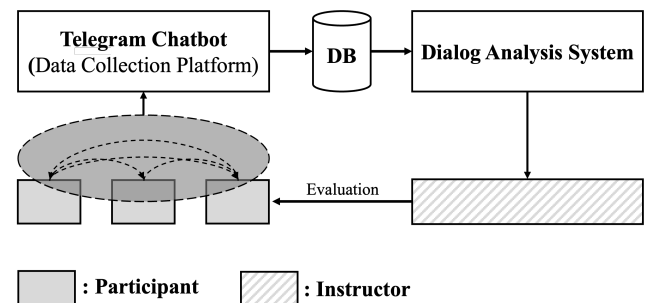 Telegram Chatbot
(Data Collection Platform)
DB
Dialog Analysis System
Evaluation
: Participant
: Instructor